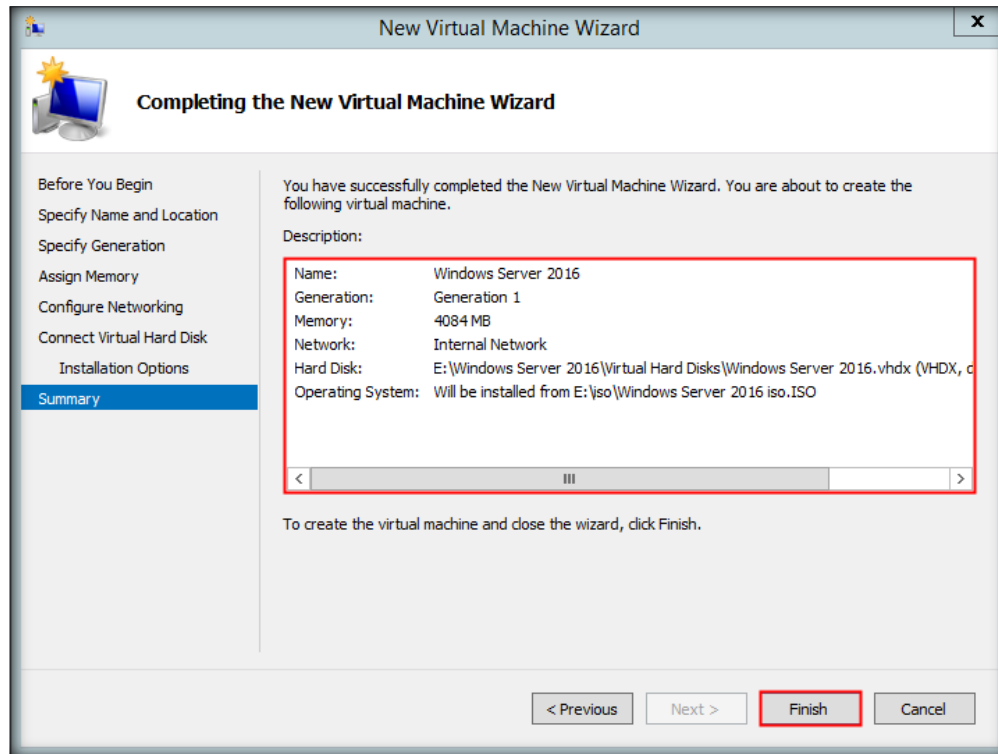 New Virtual Machine Wizard
x
Completing the New Virtual Machine Wizard
Before You Begin
Specify Name and Location
Specify Generation
Assign Memory
Configure Networking
Connect Virtual Hard Disk
Installation Options
Summary
You have successfully completed the New Virtual Machine Wizard. You are about to create the
following virtual machine.
Description:
Name: Windows Server 2016
Generation: Generation 1
Memory: 4084 MB
Network: Internal Network
Hard Disk: E:\Windows Server 2016\Virtual Hard Disks\Windows Server 2016.vhdx (VHDX, d
Operating System: Will be installed from E:\iso\Windows Server 2016 iso.ISO
To create the virtual machine and close the wizard, click Finish.
< Previous
Next >
Finish
Cancel